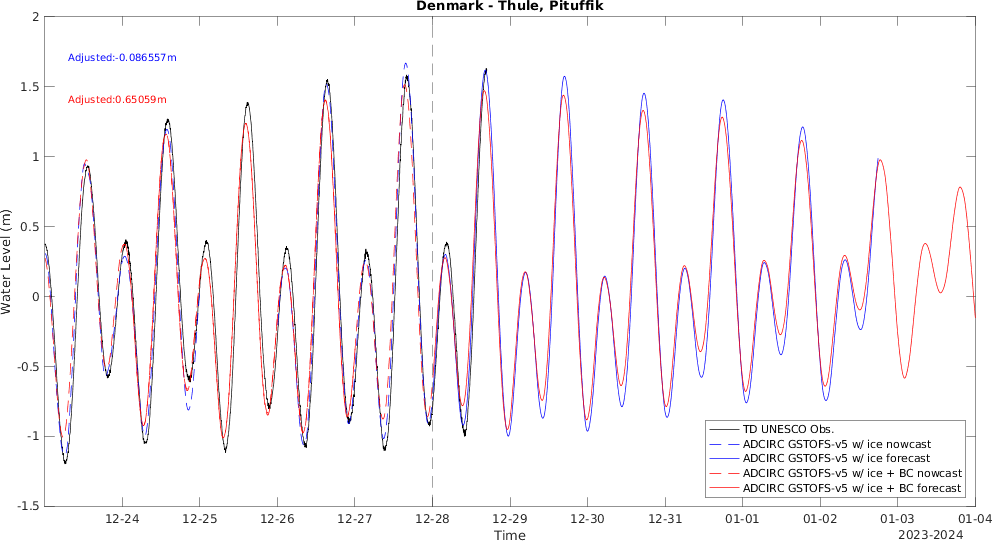 Denmark - Thule, Pituffik
2
1.5
1
0.5
0
-0.5
-1
-1.5
Water Level (m)
Adjusted:-0.086557m
Adjusted:0.65059m
TD UNESCO Obs.
ADCIRC GSTOFS-v5 w/ ice nowcast
ADCIRC GSTOFS-v5 w/ ice forecast
ADCIRC GSTOFS-v5 w/ ice + BC nowcast
ADCIRC GSTOFS-v5 w/ ice + BC forecast
12-24 12-25 12-26 12-27 12-28 12-29 12-30 12-31 01-01 01-02 01-03 01-04
Time
2023-2024